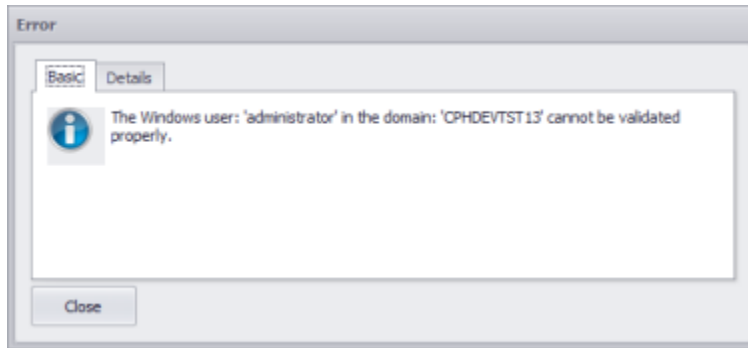 Error
Basic
Details
The Windows user: 'administrator' in the domain: 'CPHDEVTST13' cannot be validated
properly.
Close